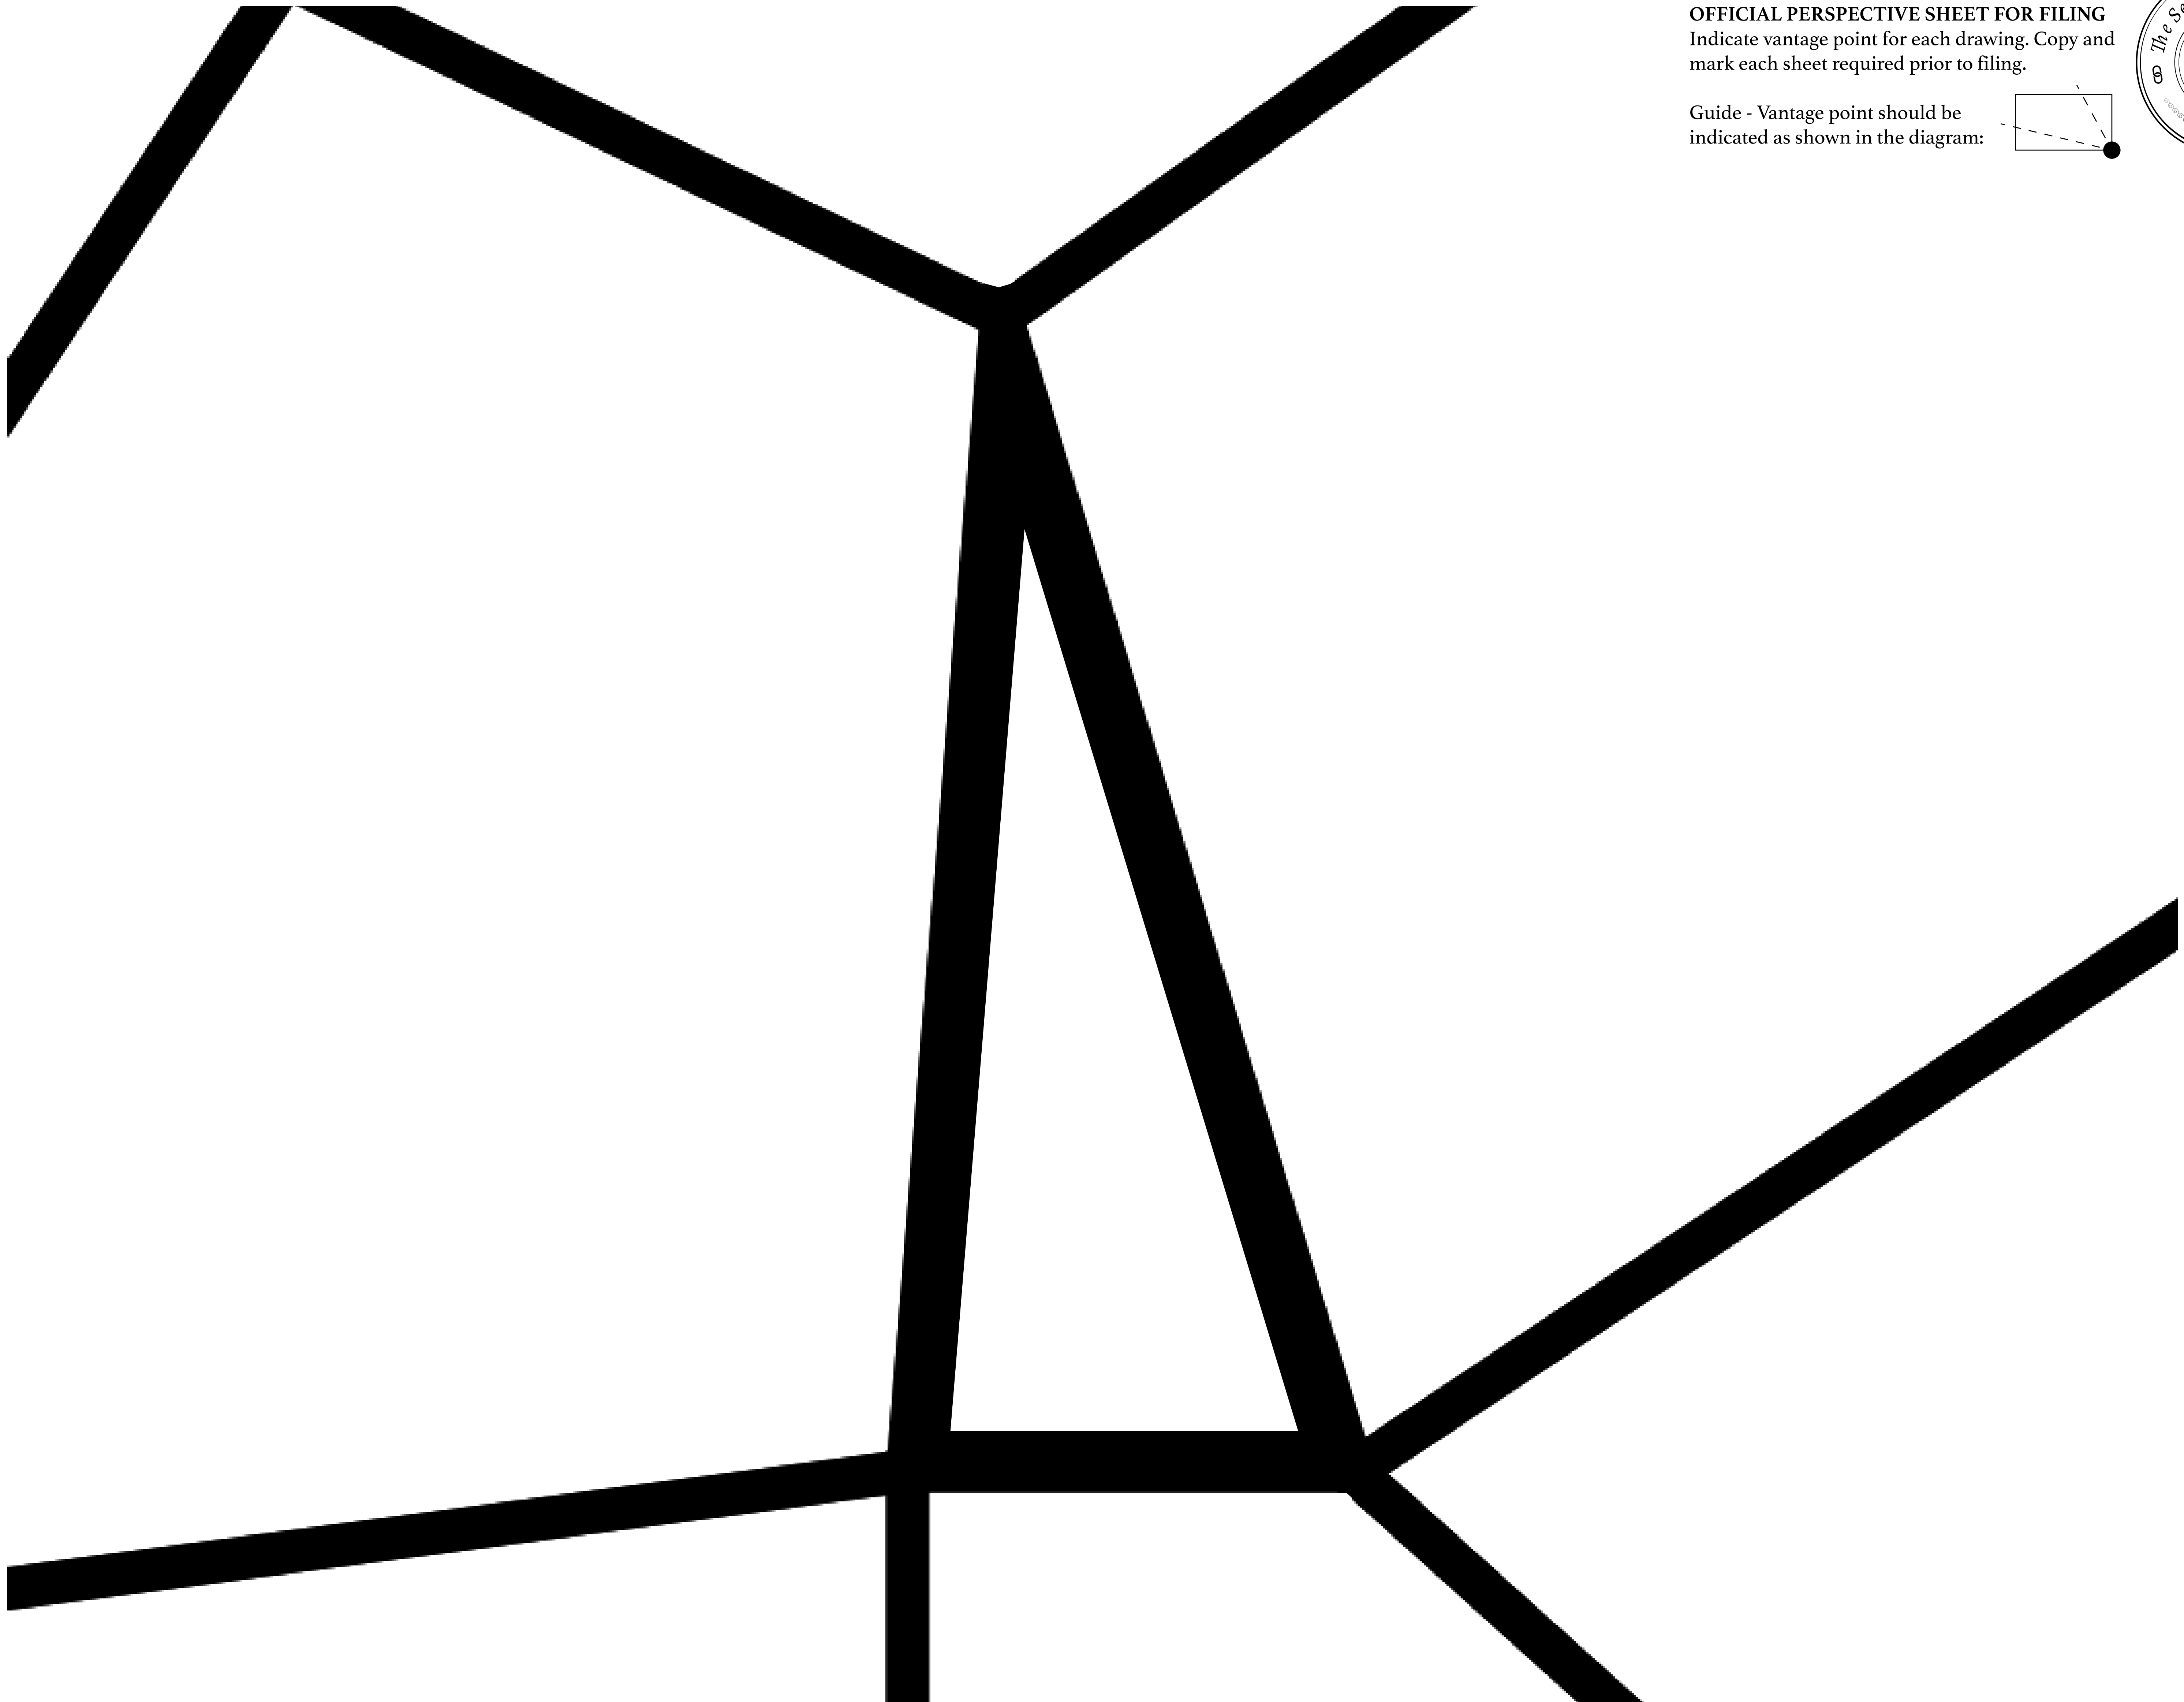 OFFICIAL PERSPECTIVE SHEET FOR FILING
Indicate vantage point for each drawing. Copy and
mark each sheet required prior to filing.
Guide - Vantage point should be
indicated as shown in the diagram:
The